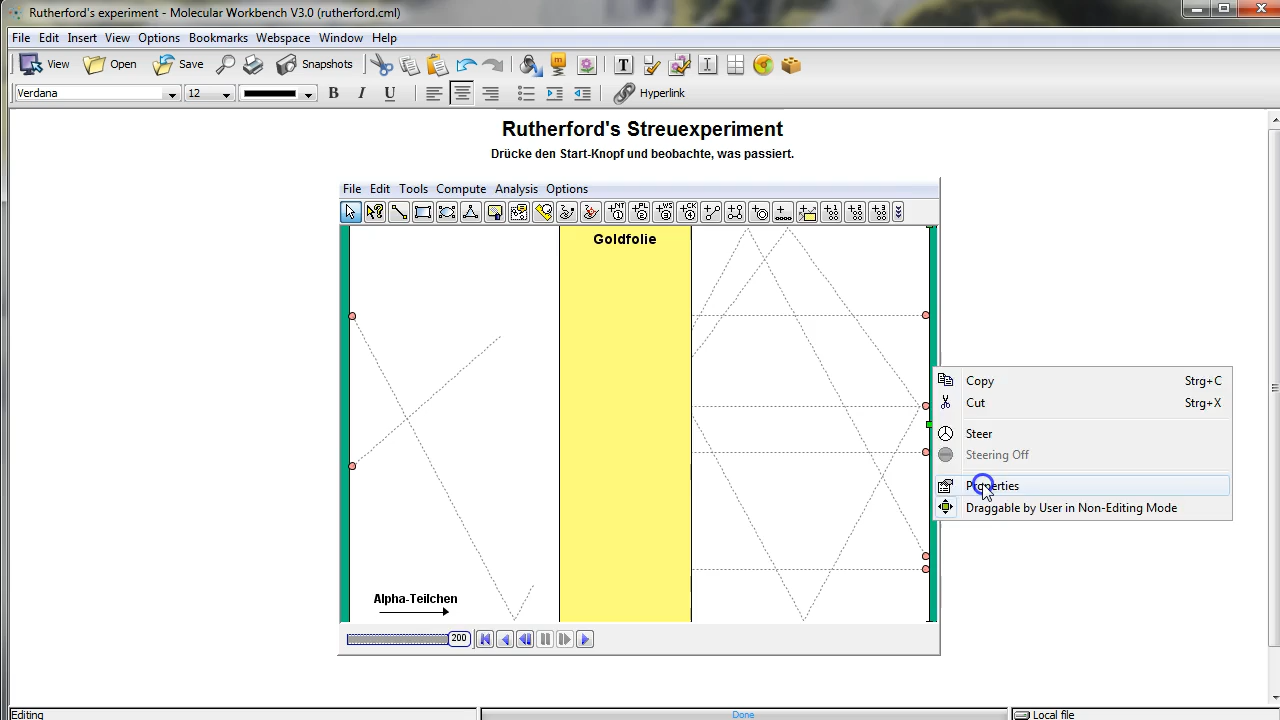 Rutherford's experiment - Molecular Workbench V3.0 (rutherford.cml)
File Edit Insert View Options Bookmarks Webspace Window Help
View Open Save Snapshots
Verdana 12 B I U Hyperlink
Rutherford's Streuexperiment
Drücke den Start-Knopf und beobachte, was passiert.
File Edit Tools Compute Analysis Options
Goldfolie
Copy Strg+C
Cut Strg+X
Steer
Steering Off
Properties
Draggable by User in Non-Editing Mode
Alpha-Teilchen
200
Editing Done Local file